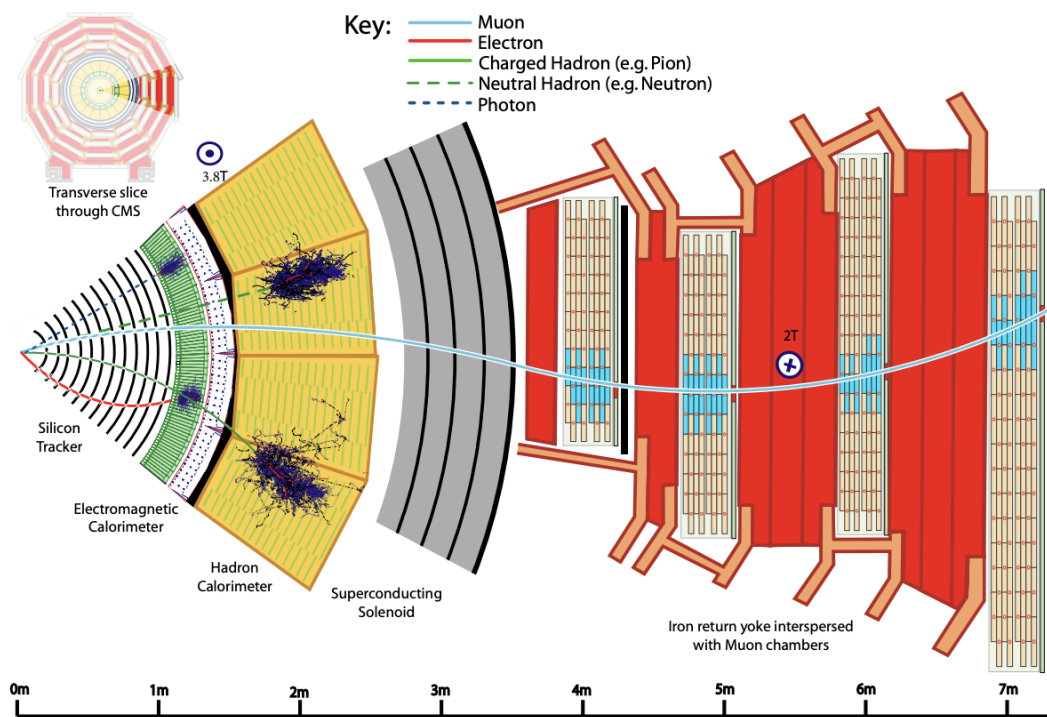 Key:
Muon
Electron
Charged Hadron (e.g. Pion)
Neutral Hadron (e.g. Neutron)
Photon
Transverse slice
through CMS
3.8T
2T
Silicon
Tracker
Electromagnetic
Calorimeter
Hadron
Calorimeter
Superconducting
Solenoid
Iron return yoke interspersed
with Muon chambers
0m 1m 2m 3m 4m 5m 6m 7m